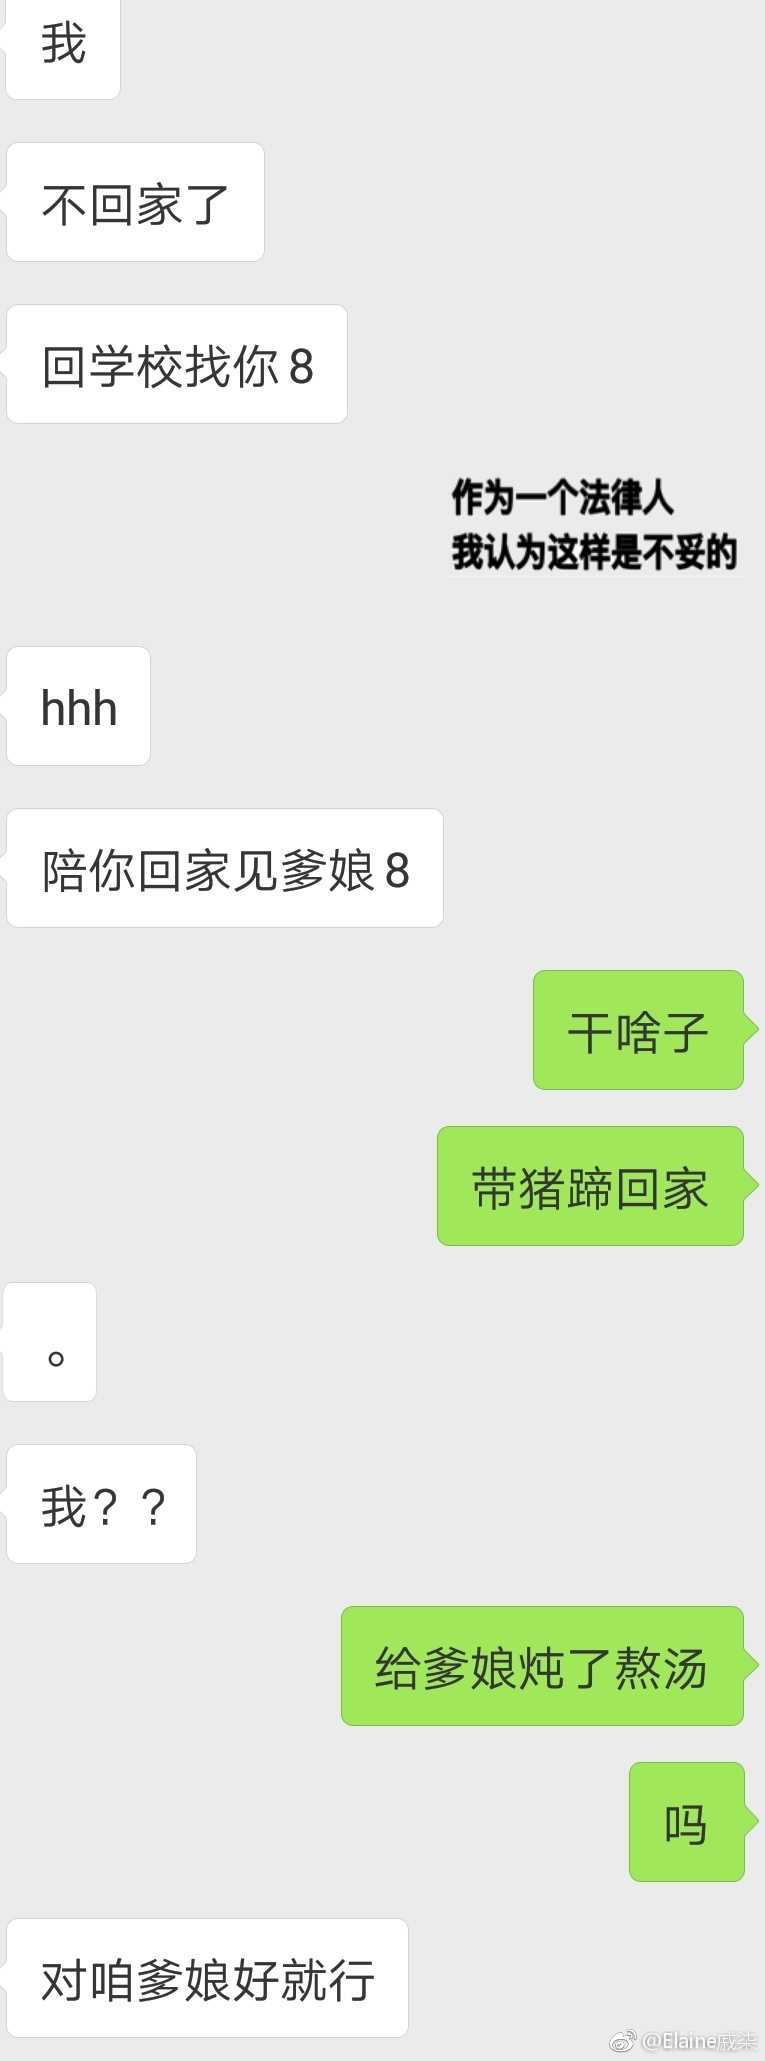 我
不回家了
回学校找你8
作为一个法律人
我认为这样是不妥的
hhh
陪你回家见爹娘8
干啥子
带猪蹄回家
。
我？？
给爹娘炖了熬汤
吗
对咱爹娘好就行
@Elaine戚柒